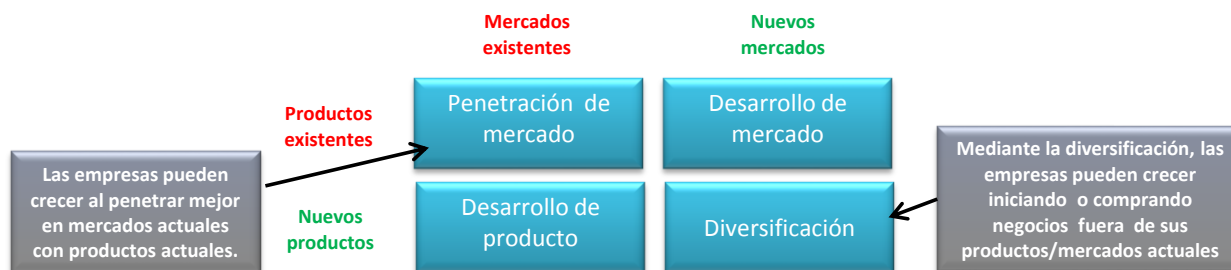 Mercados
existentes
Nuevos
mercados
Productos
existentes
Penetración de
mercado
Desarrollo de
mercado
Las empresas pueden
crecer al penetrar mejor
en mercados actuales
con productos actuales.
Nuevos
productos
Desarrollo de
producto
Diversificación
Mediante la diversificación, las
empresas pueden crecer
iniciando o comprando
negocios fuera de sus
productos/mercados actuales